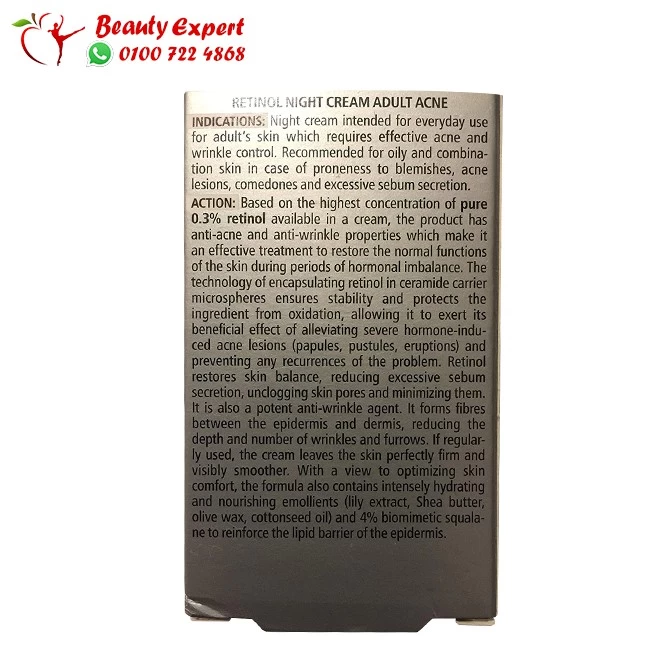 Beauty Expert
0100 722 4868
RETINOL NIGHT CREAM ADULT ACNE
INDICATIONS: Night cream intended for everyday use
for adult's skin which requires effective acne and
wrinkle control. Recommended for oily and combina-
tion skin in case of proneness to blemishes, acne
lesions, comedones and excessive sebum secretion.
ACTION: Based on the highest concentration of pure
0.3% retinol available in a cream, the product has
anti-acne and anti-wrinkle properties which make it
an effective treatment to restore the normal functions
of the skin during periods of hormonal imbalance. The
technology of encapsulating retinol in ceramide carrier
microspheres ensures stability and protects the
ingredient from oxidation, allowing it to exert its
beneficial effect of alleviating severe hormone-indu-
ced acne lesions (papules, pustules, eruptions) and
preventing any recurrences of the problem. Retinol
restores skin balance, reducing excessive sebum
secretion, unclogging skin pores and minimizing them.
It is also a potent anti-wrinkle agent. It forms fibres
between the epidermis and dermis, reducing the
depth and number of wrinkles and furrows. If regular-
ly used, the cream leaves the skin perfectly firm and
visibly smoother. With a view to optimizing skin
comfort, the formula also contains intensely hydrating
and nourishing emollients (lily extract, Shea butter,
olive wax, cottonseed oil) and 4% biomimetic squala-
ne to reinforce the lipid barrier of the epidermis.